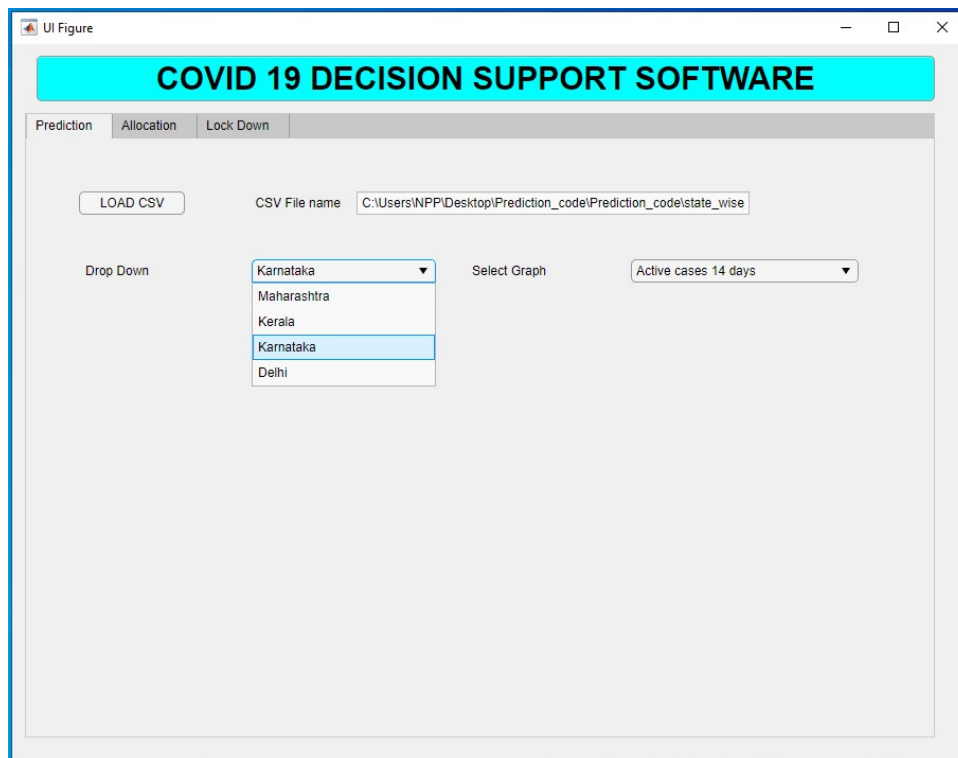 UI Figure
COVID 19 DECISION SUPPORT SOFTWARE
Prediction Allocation Lock Down
LOAD CSV CSV File name C:\Users\NPP\Desktop\Prediction_code\Prediction_code\state_wise
Drop Down Karnataka Select Graph Active cases 14 days
Maharashtra
Kerala
Karnataka
Delhi